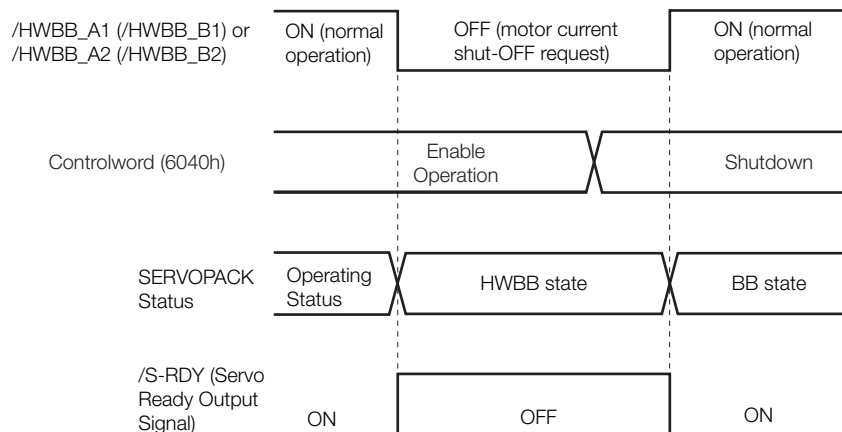 /HWBB_A1 (/HWBB_B1) or
/HWBB_A2 (/HWBB_B2)
ON (normal
operation)
OFF (motor current
shut-OFF request)
ON (normal
operation)
Controlword (6040h)
Enable
Operation
Shutdown
SERVOPACK
Status
Operating
Status
HWBB state
BB state
/S-RDY (Servo
Ready Output
Signal)
ON
OFF
ON